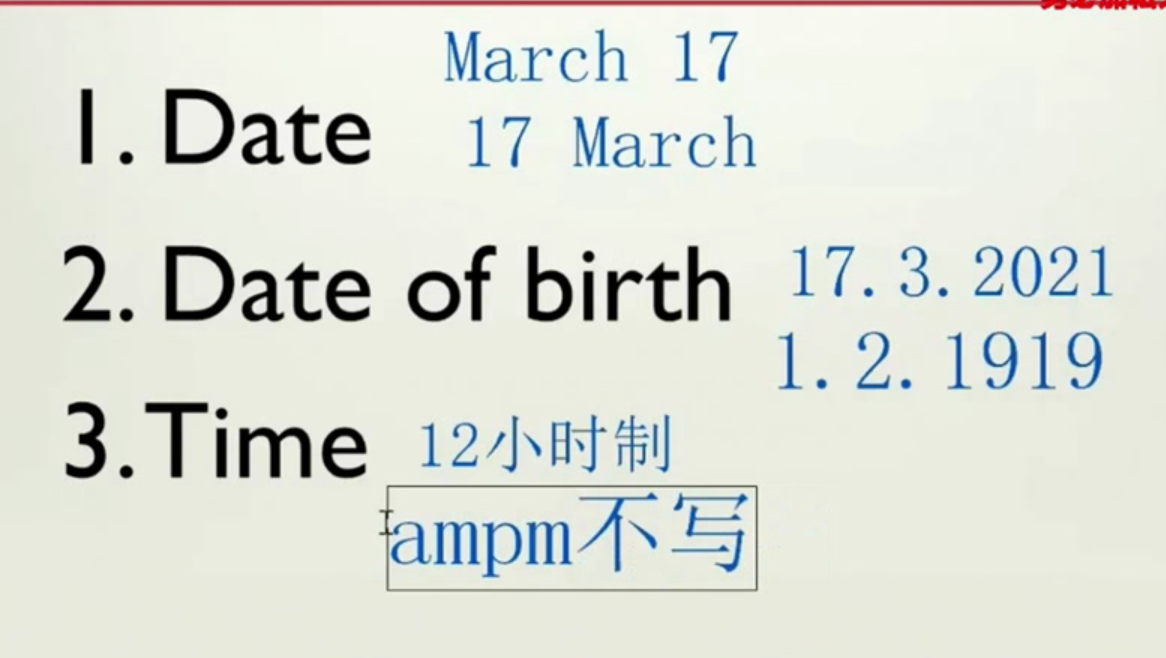 March 17
1. Date
17 March
2. Date of birth
17.3.2021
1.2.1919
3. Time 12小时制
ampm不写